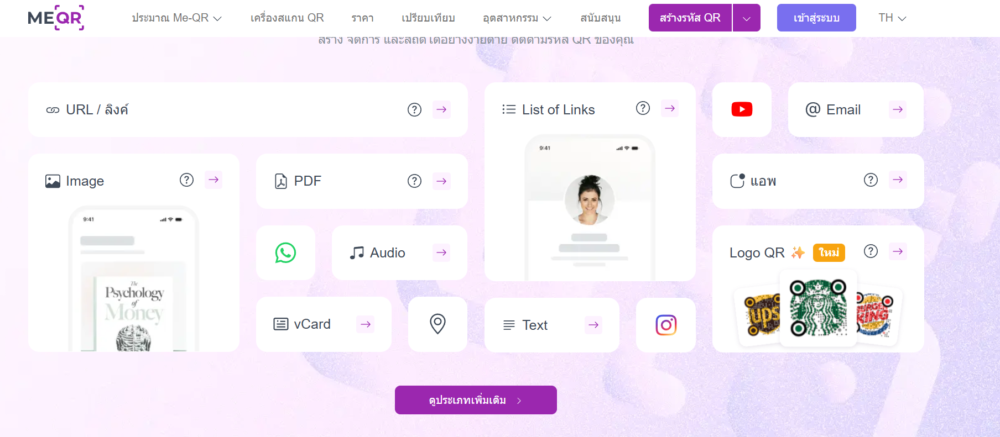 MEQR
ประมาณ Me-QR
เครื่องสแกน QR
ราคา
เปรียบเทียบ
อุตสาหกรรม
สนับสนุน
สร้างรหัส QR
เข้าสู่ระบบ
TH
สร้าง จัดการ และสถิติได้อย่างง่ายดาย ติดตามรหัส QR ของคุณ
URL / ลิงค์
List of Links
Email
9:41
Image
PDF
แอพ
9:41
Audio
Logo QR ใหม่
The
Psychology
of
Money
ups
BURGER
KING
vCard
Text
ดูประเภทเพิ่มเติม